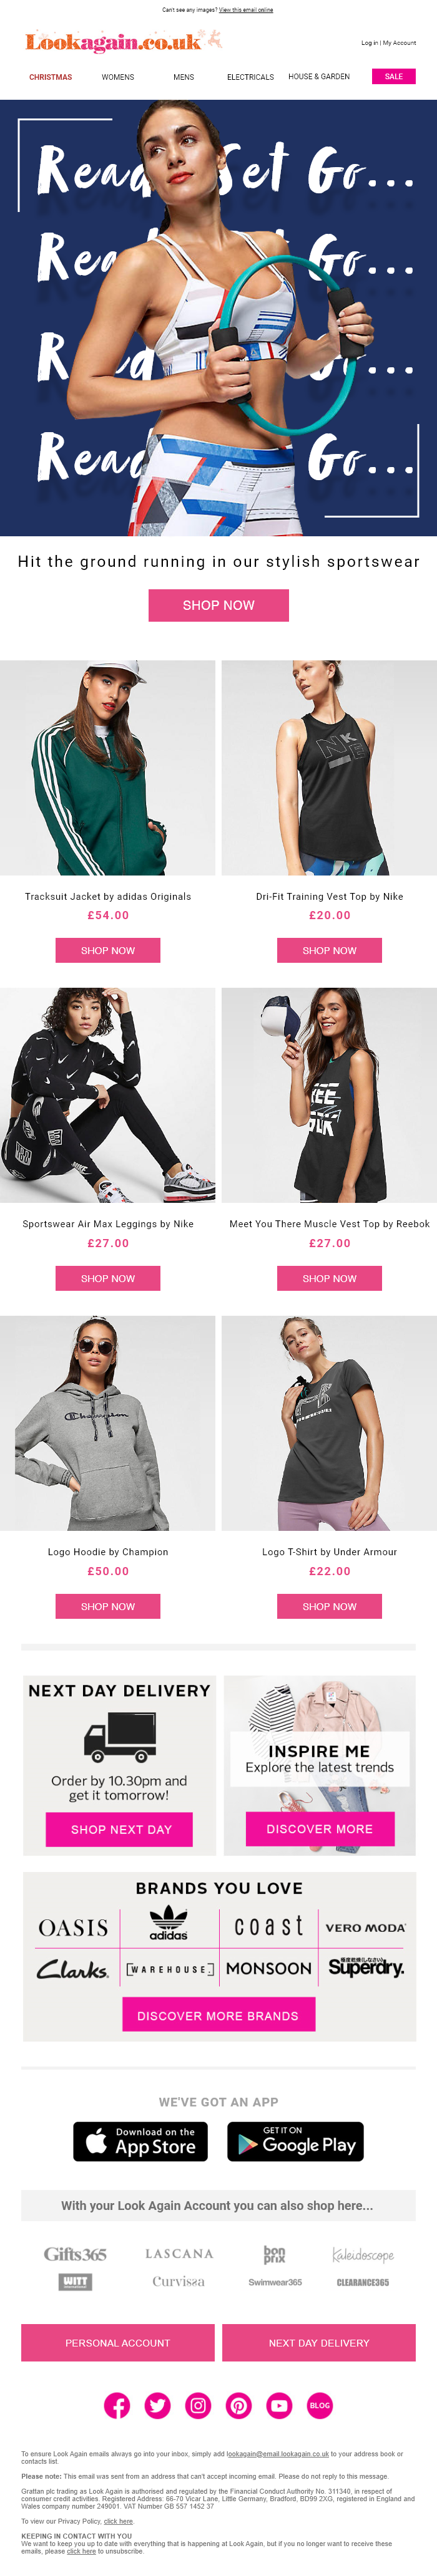 Can't see any images? View this email online
Lookagain.co.uk
Log in | My Account
CHRISTMAS WOMENS MENS ELECTRICALS HOUSE & GARDEN SALE
Ready Set Go...
Ready Go...
Ready Go...
Ready Go...
Hit the ground running in our stylish sportswear
SHOP NOW
NIKE
Tracksuit Jacket by adidas Originals
£54.00
SHOP NOW
Dri-Fit Training Vest Top by Nike
£20.00
SHOP NOW
Sportswear Air Max Leggings by Nike
£27.00
SHOP NOW
Meet You There Muscle Vest Top by Reebok
£27.00
SHOP NOW
Champion
Logo Hoodie by Champion
£50.00
SHOP NOW
Logo T-Shirt by Under Armour
£22.00
SHOP NOW
NEXT DAY DELIVERY
Order by 10.30pm and
get it tomorrow!
SHOP NEXT DAY
INSPIRE ME
Explore the latest trends
DISCOVER MORE
BRANDS YOU LOVE
OASIS adidas coast VERO MODA
Clarks. [WAREHOUSE] MONSOON Superdry.
DISCOVER MORE BRANDS
WE'VE GOT AN APP
Download on the
App Store
GET IT ON
Google Play
With your Look Again Account you can also shop here...
Gifts365 LASCANA bon prix Kaleidoscope
WITT Curvissa Swimwear365 CLEARANCE365
PERSONAL ACCOUNT NEXT DAY DELIVERY
BLOG
To ensure Look Again emails always go into your inbox, simply add lookagain@email.lookagain.co.uk to your address book or
contacts list.
Please note: This email was sent from an address that can't accept incoming email. Please do not reply to this message.
Grattan plc trading as Look Again is authorised and regulated by the Financial Conduct Authority No. 311340, in respect of
consumer credit activities. Registered Address: 66-70 Vicar Lane, Little Germany, Bradford, BD99 2XG, registered in England and
Wales company number 249001. VAT Number GB 557 1452 37
To view our Privacy Policy, click here.
KEEPING IN CONTACT WITH YOU
We want to keep you up to date with everything that is happening at Look Again, but if you no longer want to receive these
emails, please click here to unsubscribe.